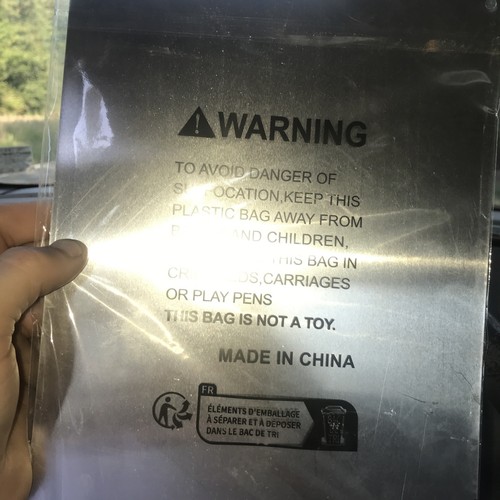 WARNING
TO AVOID DANGER OF
SUFFOCATION,KEEP THIS
PLASTIC BAG AWAY FROM
AND CHILDREN,
THIS BAG IN
CARRIAGES
OR PLAY PENS
THIS BAG IS NOT A TOY.
MADE IN CHINA
FR
ÉLÉMENTS D'EMBALLAGE
À SÉPARER ET À DÉPOSER
DANS LE BAC DE TRI